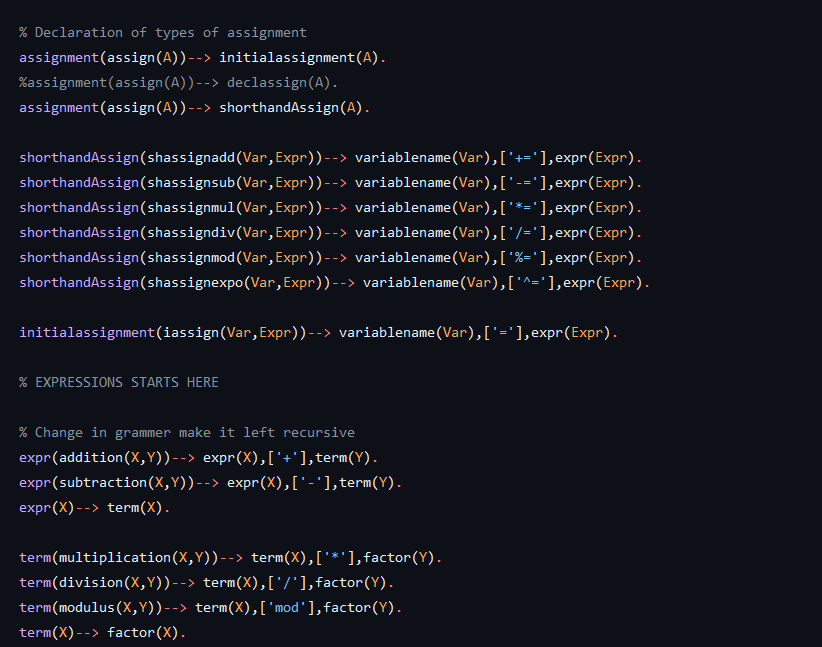 % Declaration of types of assignment
assignment(assign(A))--> initialassignment(A).
%assignment(assign(A))--> declassign(A).
assignment(assign(A))--> shorthandAssign(A).
shorthandAssign(shassignadd(Var,Expr))--> variablename(Var),['+='],expr(Expr).
shorthandAssign(shassignsub(Var,Expr))--> variablename(Var),['-='],expr(Expr).
shorthandAssign(shassignmul(Var,Expr))--> variablename(Var),['*='],expr(Expr).
shorthandAssign(shassigndiv(Var,Expr))--> variablename(Var),['/='],expr(Expr).
shorthandAssign(shassignmod(Var,Expr))--> variablename(Var),['%='],expr(Expr).
shorthandAssign(shassignexpo(Var,Expr))--> variablename(Var),['^='],expr(Expr).
initialassignment(iassign(Var,Expr))--> variablename(Var),['='],expr(Expr).
% EXPRESSIONS STARTS HERE
% Change in grammer make it left recursive
expr(addition(X,Y))--> expr(X),['+'],term(Y).
expr(subtraction(X,Y))--> expr(X),['-'],term(Y).
expr(X)--> term(X).
term(multiplication(X,Y))--> term(X),['*'],factor(Y).
term(division(X,Y))--> term(X),['/'],factor(Y).
term(modulus(X,Y))--> term(X),['mod'],factor(Y).
term(X)--> factor(X).